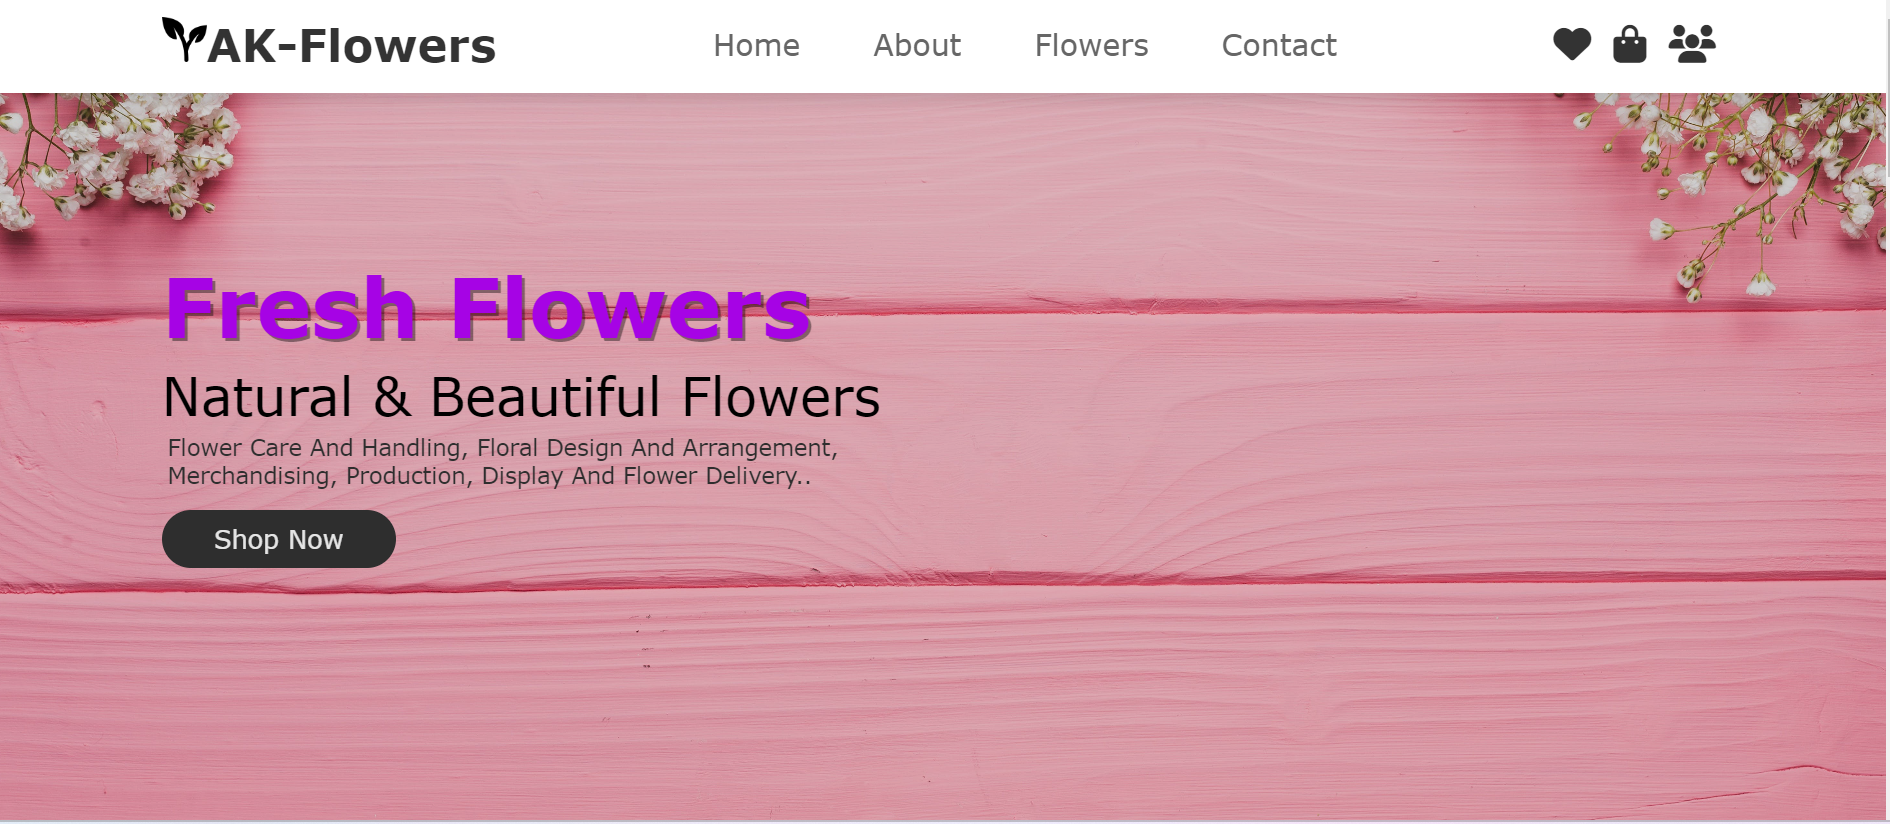 AK-Flowers
Home
About
Flowers
Contact
Fresh Flowers
Natural & Beautiful Flowers
Flower Care And Handling, Floral Design And Arrangement,
Merchandising, Production, Display And Flower Delivery..
Shop Now